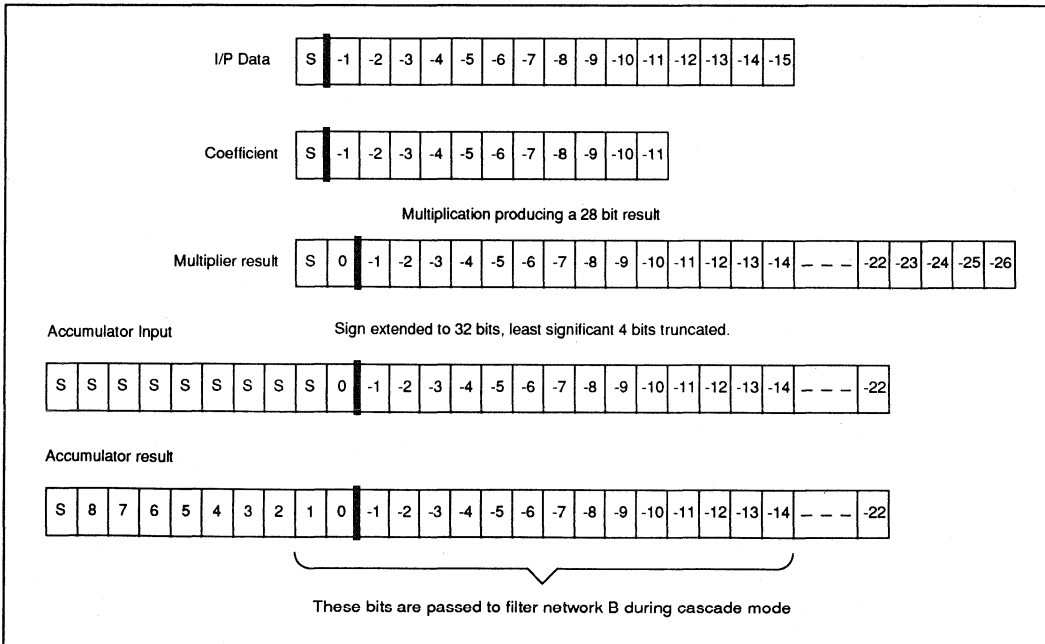 I/P Data S -1 -2 -3 -4 -5 -6 -7 -8 -9 -10 -11 -12 -13 -14 -15
Coefficient S -1 -2 -3 -4 -5 -6 -7 -8 -9 -10 -11
Multiplication producing a 28 bit result
Multiplier result S 0 -1 -2 -3 -4 -5 -6 -7 -8 -9 -10 -11 -12 -13 -14 – – – -22 -23 -24 -25 -26
Accumulator Input Sign extended to 32 bits, least significant 4 bits truncated.
S S S S S S S S S 0 -1 -2 -3 -4 -5 -6 -7 -8 -9 -10 -11 -12 -13 -14 – – – -22
Accumulator result
S 8 7 6 5 4 3 2 1 0 -1 -2 -3 -4 -5 -6 -7 -8 -9 -10 -11 -12 -13 -14 – – – -22
These bits are passed to filter network B during cascade mode